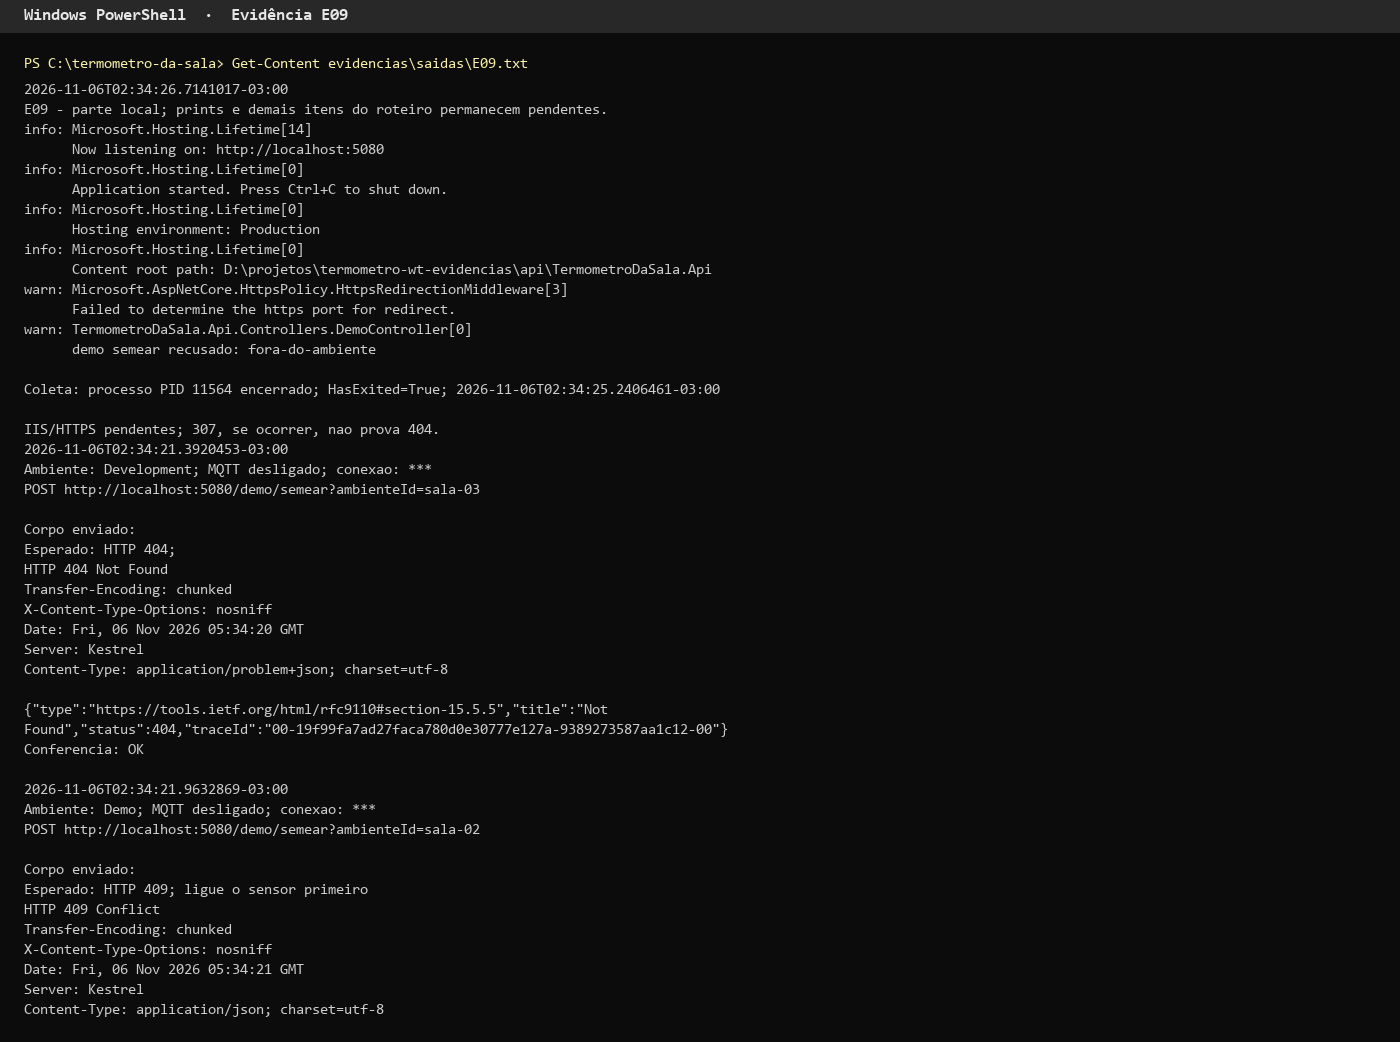 Windows PowerShell · Evidência E09
PS C:\termometro-da-sala> Get-Content evidencias\saidas\E09.txt
2026-11-06T02:34:26.7141017-03:00
E09 - parte local; prints e demais itens do roteiro permanecem pendentes.
info: Microsoft.Hosting.Lifetime[14]
Now listening on: http://localhost:5080
info: Microsoft.Hosting.Lifetime[0]
Application started. Press Ctrl+C to shut down.
info: Microsoft.Hosting.Lifetime[0]
Hosting environment: Production
info: Microsoft.Hosting.Lifetime[0]
Content root path: D:\projetos\termometro-wt-evidencias\api\TermometroDaSala.Api
warn: Microsoft.AspNetCore.HttpsPolicy.HttpsRedirectionMiddleware[3]
Failed to determine the https port for redirect.
warn: TermometroDaSala.Api.Controllers.DemoController[0]
demo semear recusado: fora-do-ambiente
Coleta: processo PID 11564 encerrado; HasExited=True; 2026-11-06T02:34:25.2406461-03:00
IIS/HTTPS pendentes; 307, se ocorrer, nao prova 404.
2026-11-06T02:34:21.3920453-03:00
Ambiente: Development; MQTT desligado; conexao: ***
POST http://localhost:5080/demo/semear?ambienteId=sala-03
Corpo enviado:
Esperado: HTTP 404;
HTTP 404 Not Found
Transfer-Encoding: chunked
X-Content-Type-Options: nosniff
Date: Fri, 06 Nov 2026 05:34:20 GMT
Server: Kestrel
Content-Type: application/problem+json; charset=utf-8
{"type":"https://tools.ietf.org/html/rfc9110#section-15.5.5","title":"Not
Found","status":404,"traceId":"00-19f99fa7ad27faca780d0e30777e127a-9389273587aa1c12-00"}
Conferencia: OK
2026-11-06T02:34:21.9632869-03:00
Ambiente: Demo; MQTT desligado; conexao: ***
POST http://localhost:5080/demo/semear?ambienteId=sala-02
Corpo enviado:
Esperado: HTTP 409; ligue o sensor primeiro
HTTP 409 Conflict
Transfer-Encoding: chunked
X-Content-Type-Options: nosniff
Date: Fri, 06 Nov 2026 05:34:21 GMT
Server: Kestrel
Content-Type: application/json; charset=utf-8